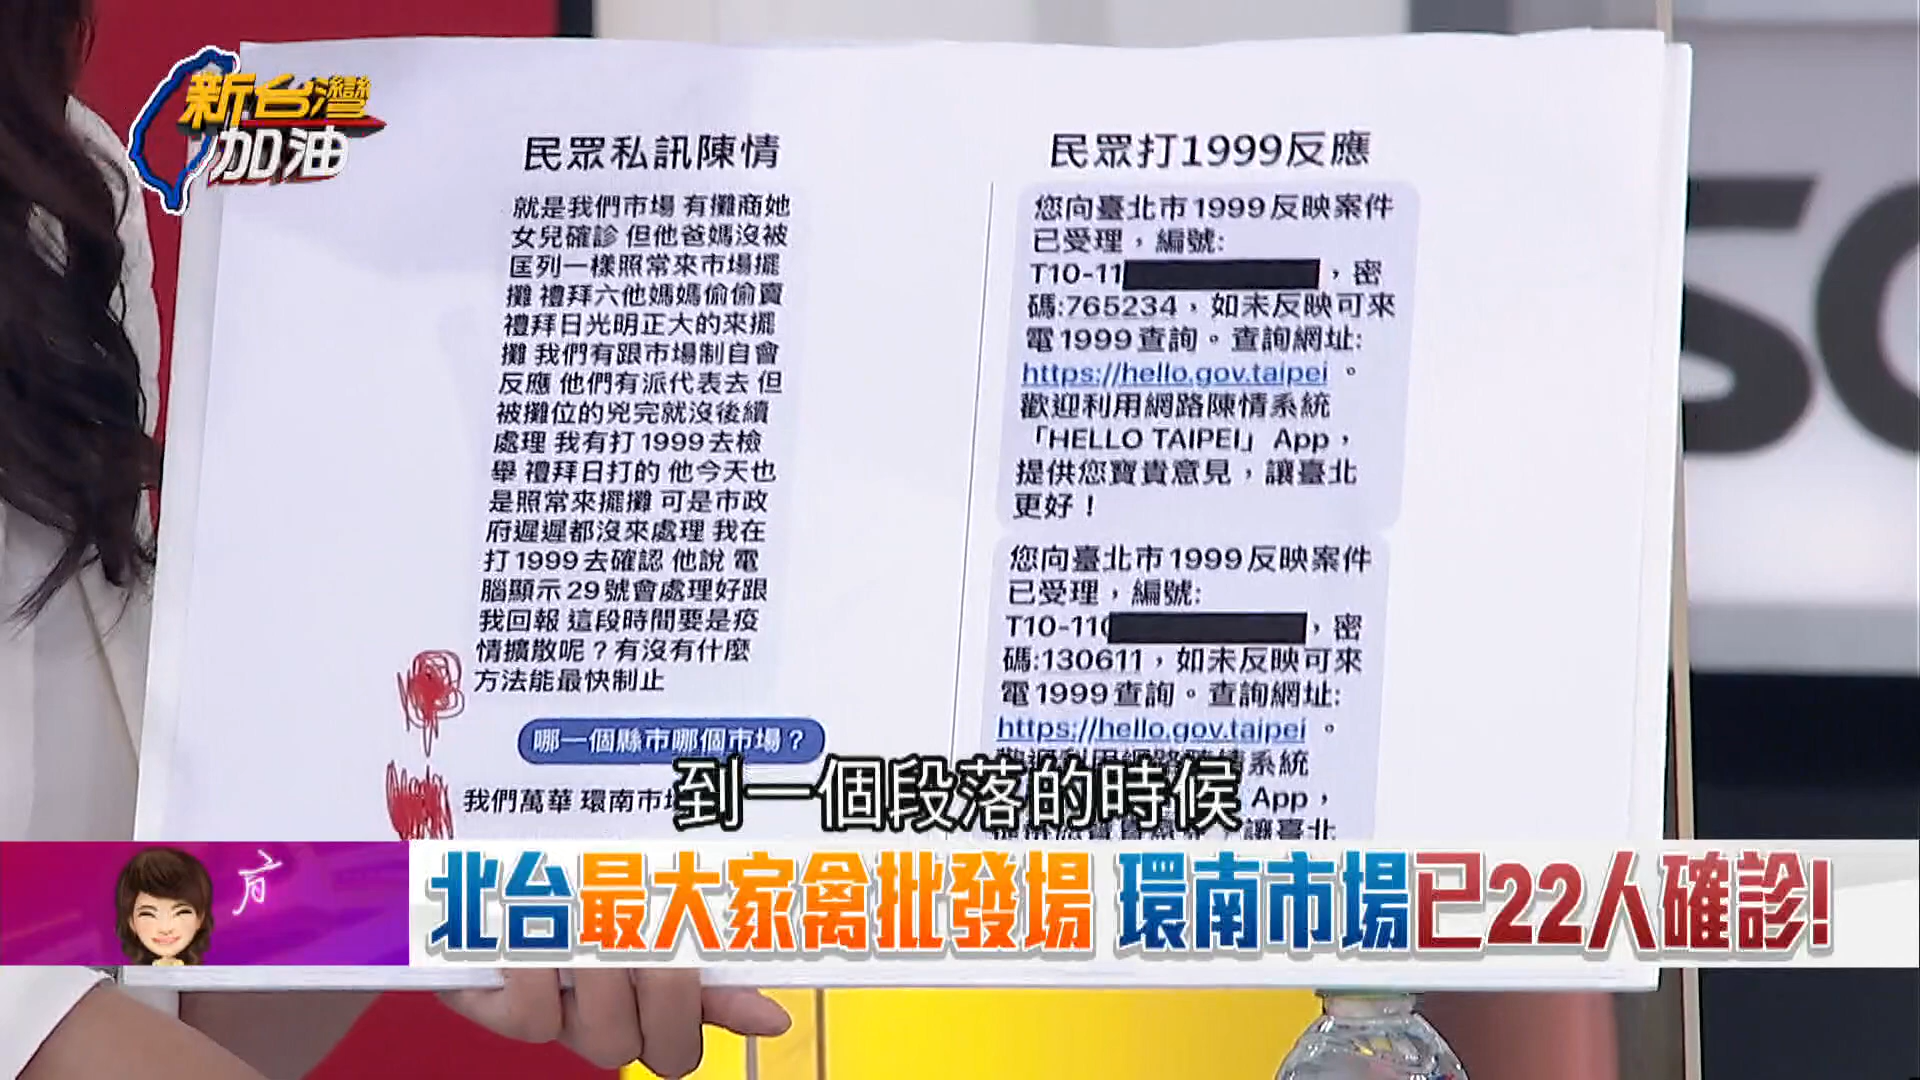 新台灣
加油
民眾私訊陳情
就是我們市場 有攤商她
女兒確診 但他爸媽沒被
匡列一樣照常來市場擺
攤 禮拜六他媽媽偷偷賣
禮拜日光明正大的來擺
攤 我們有跟市場制自會
反應 他們有派代表去 但
被攤位的兇完就沒後續
處理 我有打1999去檢
舉 禮拜日打的 他今天也
是照常來擺攤 可是市政
府遲遲都沒來處理 我在
打1999去確認 他說 電
腦顯示29號會處理好跟
我回報 這段時間要是疫
情擴散呢？有沒有什麼
方法能最快制止
哪一個縣市哪個市場？
我們萬華 環南市場
民眾打1999反應
您向臺北市1999反映案件
已受理，編號:
T10-11，密
碼:765234，如未反映可來
電1999查詢。查詢網址:
https://hello.gov.taipei 。
歡迎利用網路陳情系統
「HELLO TAIPEI」App，
提供您寶貴意見，讓臺北
更好！
您向臺北市1999反映案件
已受理，編號:
T10-110，密
碼:130611，如未反映可來
電1999查詢。查詢網址:
https://hello.gov.taipei 。
系統
App，
讓臺北
到一個段落的時候
北台最大家禽批發場 環南市場已22人確診!